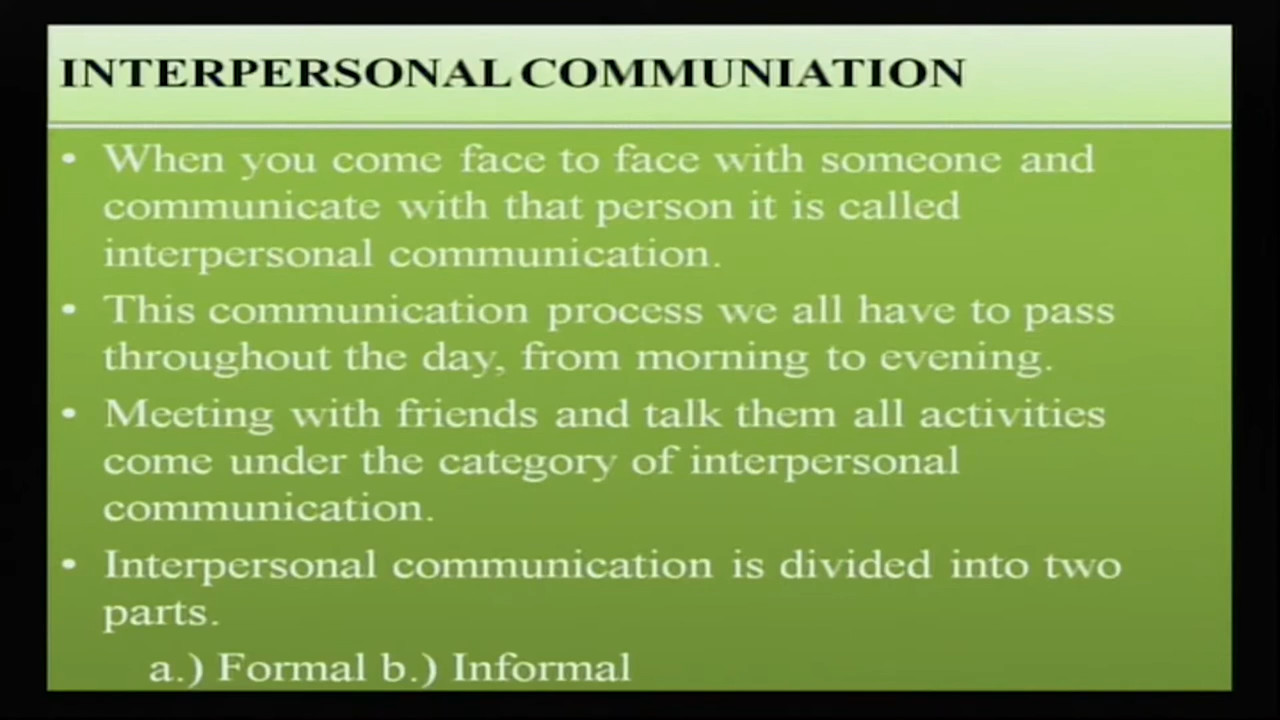 INTERPERSONAL COMMUNIATION
• When you come face to face with someone and
communicate with that person it is called
interpersonal communication.
• This communication process we all have to pass
throughout the day, from morning to evening.
• Meeting with friends and talk them all activities
come under the category of interpersonal
communication.
• Interpersonal communication is divided into two
parts.
a.) Formal b.) Informal